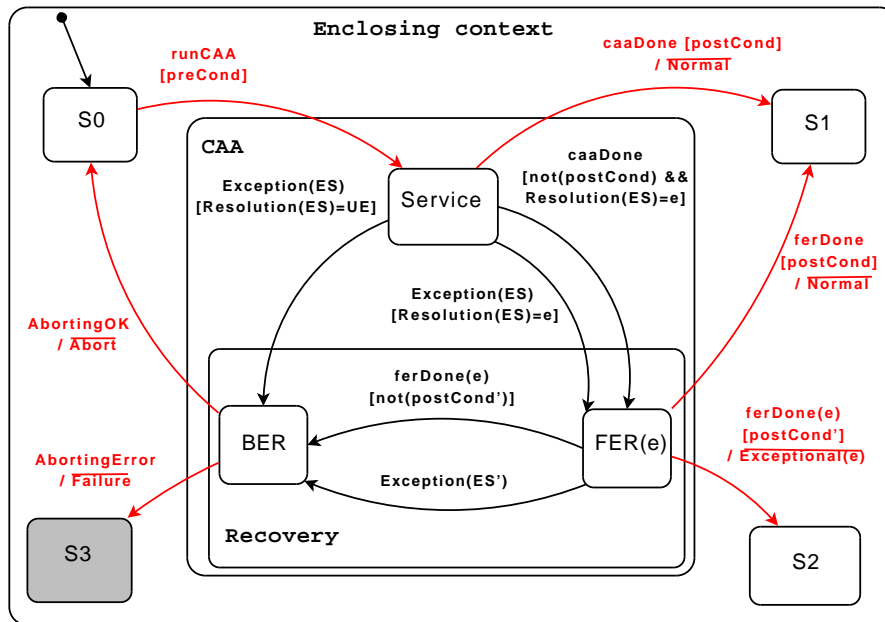 Enclosing context
runCAA
[preCond]
caaDone [postCond]
/ Normal
S0
S1
CAA
caaDone
[not(postCond) &&
Resolution(ES)=e]
Exception(ES)
[Resolution(ES)=UE]
Service
ferDone
[postCond]
/ Normal
Exception(ES)
[Resolution(ES)=e]
AbortingOK
/ Abort
ferDone(e)
[not(postCond')]
ferDone(e)
[postCond']
/ Exceptional(e)
BER
FER(e)
AbortingError
/ Failure
Exception(ES')
Recovery
S3
S2